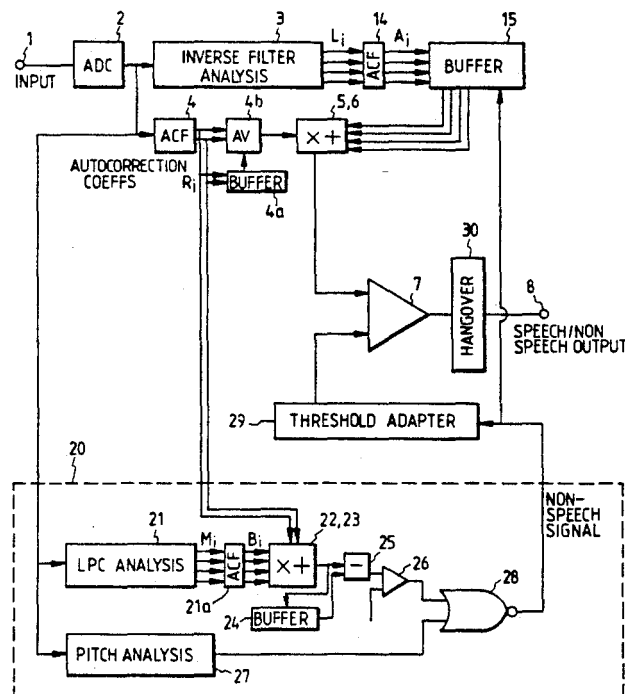 1
INPUT
2
ADC
3
INVERSE FILTER
ANALYSIS
Li
14
ACF
Ai
15
BUFFER
4
ACF
4b
AV
5,6
×+
AUTOCORRECTION
COEFFS
Ri
BUFFER
4a
7
30
HANGOVER
8
SPEECH/NON
SPEECH OUTPUT
29
THRESHOLD ADAPTER
20
NON-
SPEECH
SIGNAL
21
LPC ANALYSIS
Mi
ACF
21a
Bi
22,23
×+
25
−
26
28
24
BUFFER
PITCH ANALYSIS
27